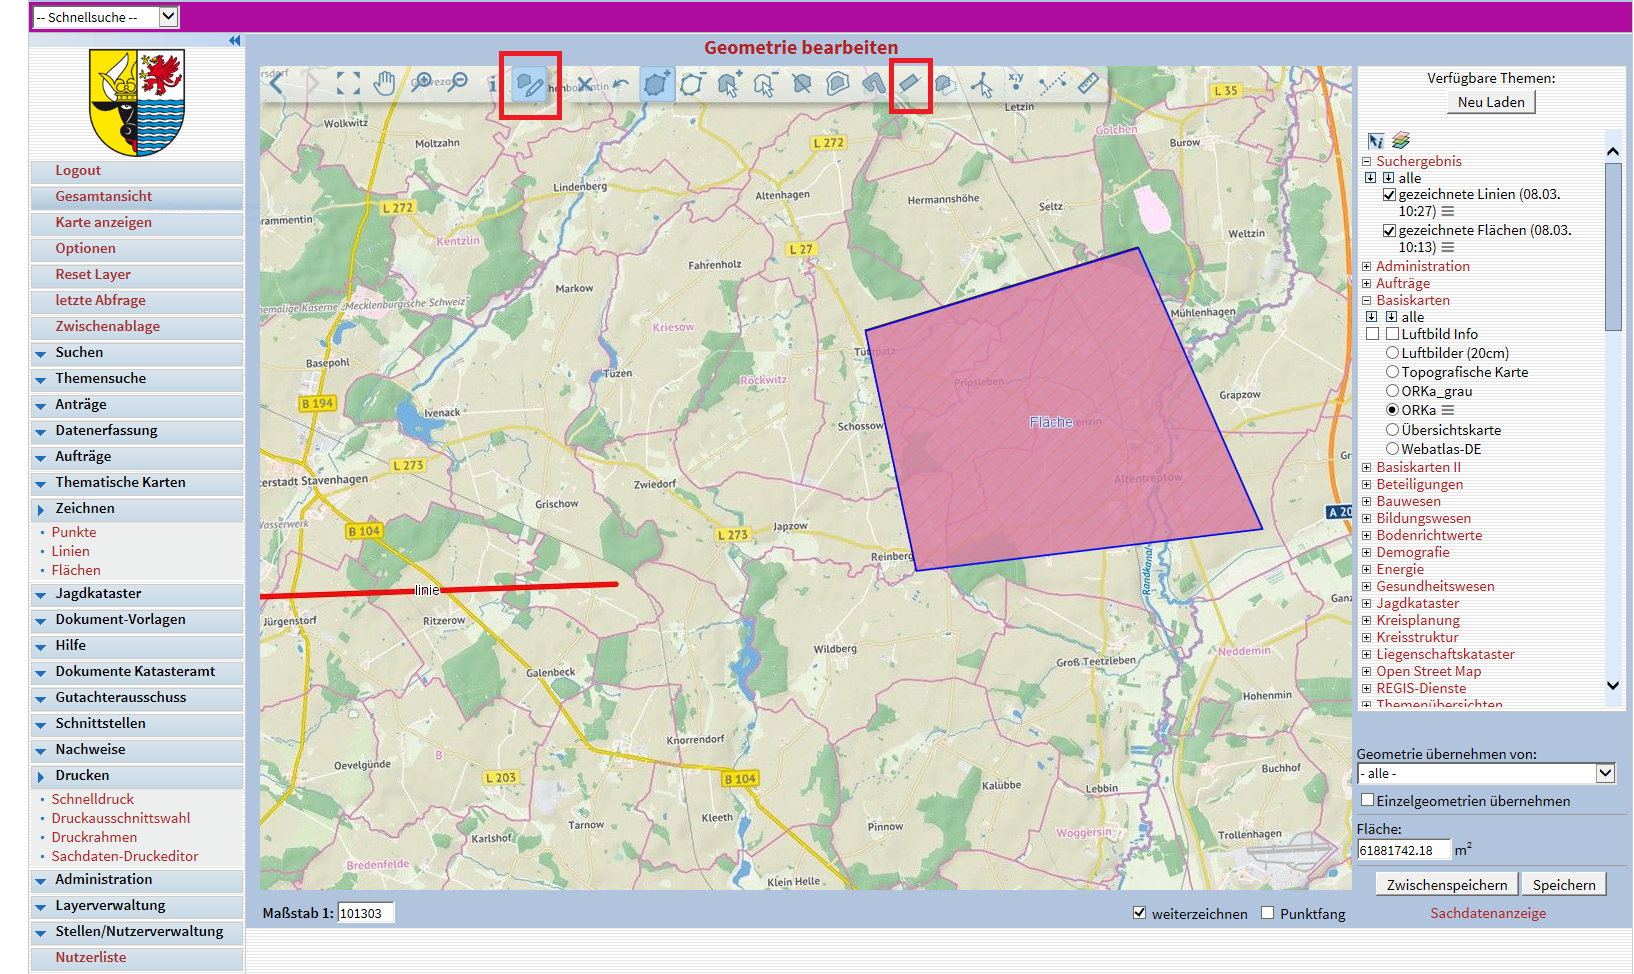 -- Schnellsuche --
Geometrie bearbeiten
Logout
Gesamtansicht
Karte anzeigen
Optionen
Reset Layer
letzte Abfrage
Zwischenablage
Suchen
Themensuche
Anträge
Datenerfassung
Aufträge
Thematische Karten
Zeichnen
Punkte
Linien
Flächen
Jagdkataster
Dokument-Vorlagen
Hilfe
Dokumente Katasteramt
Gutachterausschuss
Schnittstellen
Nachweise
Drucken
Schnelldruck
Druckausschnittswahl
Druckrahmen
Sachdaten-Druckeditor
Administration
Layerverwaltung
Stellen/Nutzerverwaltung
Nutzerliste
x,y
L 35
Letzin
Wolkwitz
Golchen
Moltzahn
L 272
Burow
Lindenberg
Altenhagen
Hermannshöhe
Seltz
L 272
rammentin
Kentzlin
L 27
Weltzin
Fahrenholz
Markow
"Mecklenburgische Schweiz"
Mühlenhagen
Kriesow
Basepohl
Tüzen
Röckwitz
Pripsleben
Grapzow
B 194
Ivenack
Schossow
Fläche
L 273
Altentreptow
Stavenhagen
Zwiedorf
Grischow
A 20
B 104
Japzow
L 273
Reinberg
Randkanal
linie
Jürgenstorf
Ritzerow
Wildberg
Neddemin
Groß Teetzleben
Galenbeck
Hohenmin
Knorrendorf
Oevelgünde
B
L 203
B 104
Buchhof
Kalübbe
Lebbin
Kleeth
Tarnow
Pinnow
Woggersin
Trollenhagen
Karlshof
Bredenfelde
Klein Helle
Maßstab 1: 101303
weiterzeichnen
Punktfang
Verfügbare Themen:
Neu Laden
Suchergebnis
alle
gezeichnete Linien (08.03.
10:27)
gezeichnete Flächen (08.03.
10:13)
Administration
Aufträge
Basiskarten
alle
Luftbild Info
Luftbilder (20cm)
Topografische Karte
ORKa_grau
ORKa
Übersichtskarte
Webatlas-DE
Basiskarten II
Beteiligungen
Bauwesen
Bildungswesen
Bodenrichtwerte
Demografie
Energie
Gesundheitswesen
Jagdkataster
Kreisplanung
Kreisstruktur
Liegenschaftskataster
Open Street Map
REGIS-Dienste
Themenübersichten
Geometrie übernehmen von:
- alle -
Einzelgeometrien übernehmen
Fläche:
61881742.18 m²
Zwischenspeichern
Speichern
Sachdatenanzeige